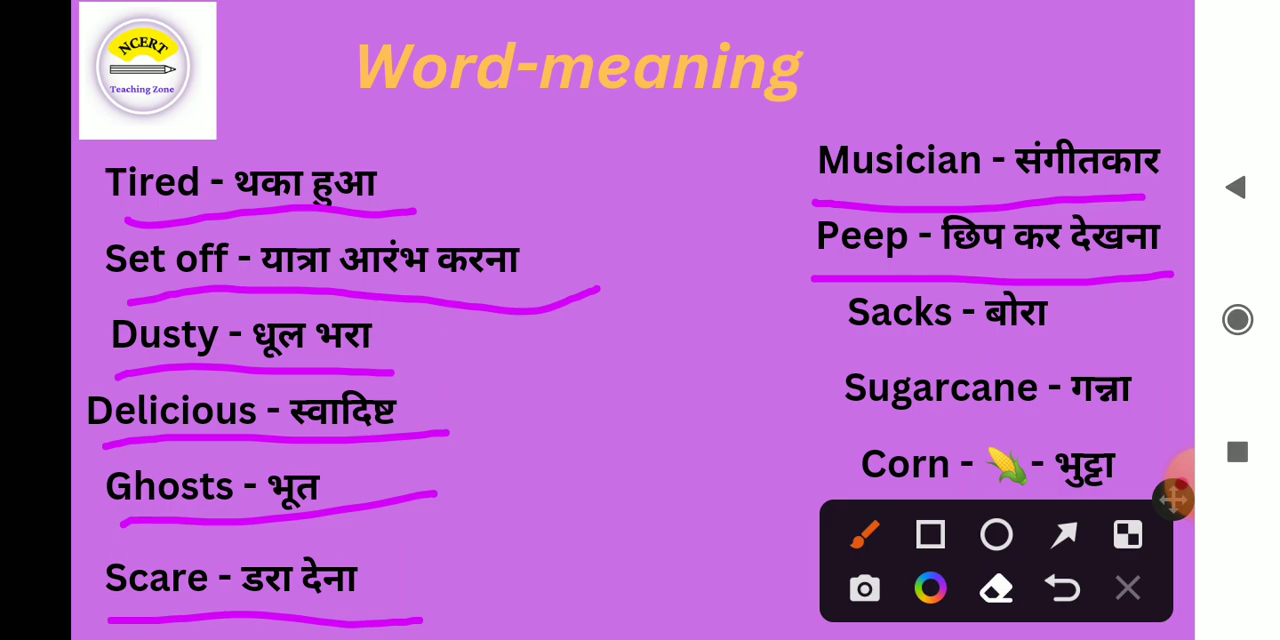 NCERT
Teaching Zone
Word-meaning
Tired - थका हुआ
Set off - यात्रा आरंभ करना
Dusty - धूल भरा
Delicious - स्वादिष्ट
Ghosts - भूत
Scare - डरा देना
Musician - संगीतकार
Peep - छिप कर देखना
Sacks - बोरा
Sugarcane - गन्ना
Corn - 🌽 - भुट्टा